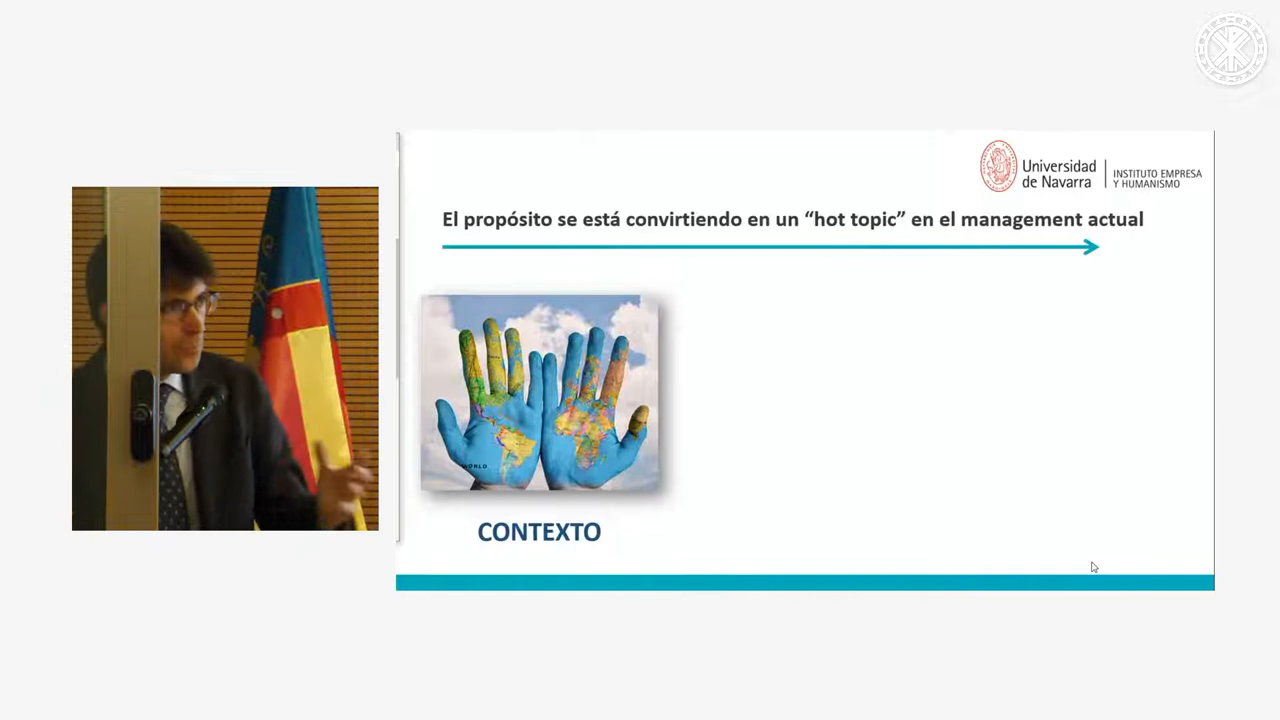 Universidad
de Navarra
INSTITUTO EMPRESA
Y HUMANISMO
El propósito se está convirtiendo en un “hot topic” en el management actual
WORLD
CONTEXTO